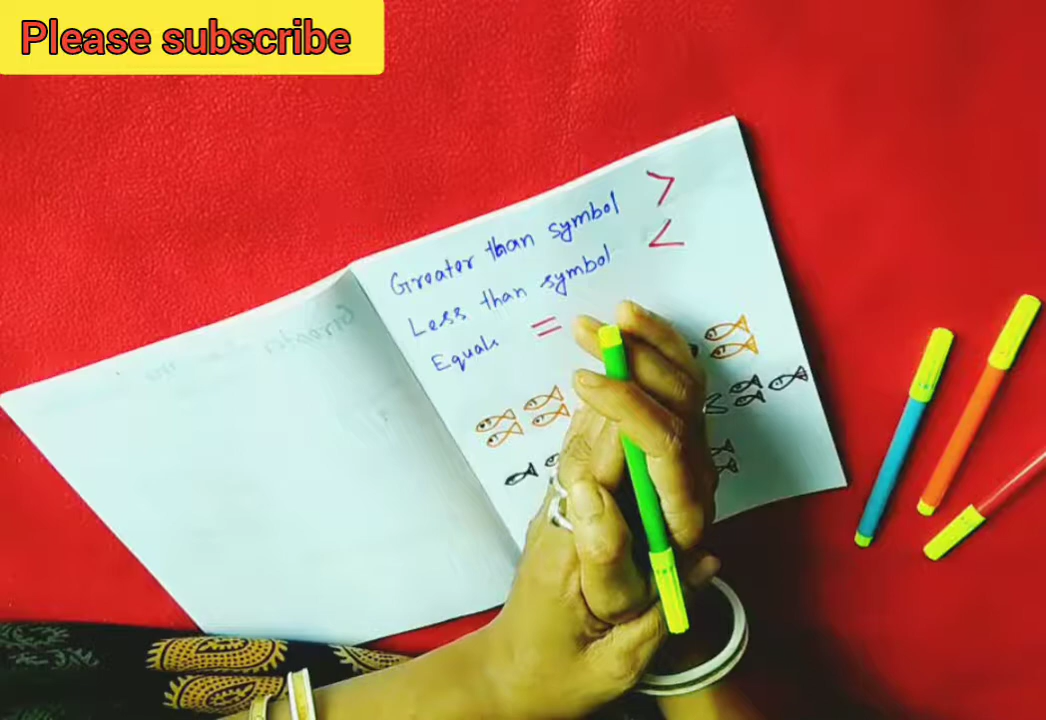 Please subscribe
Greater than symbol >
Less than symbol <
Equals =